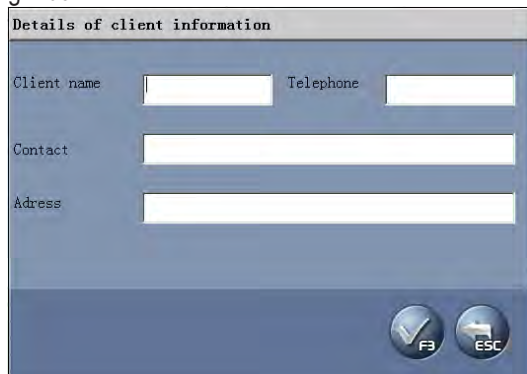 Details of client information
Client name Telephone
Contact
Adress
F3 ESC